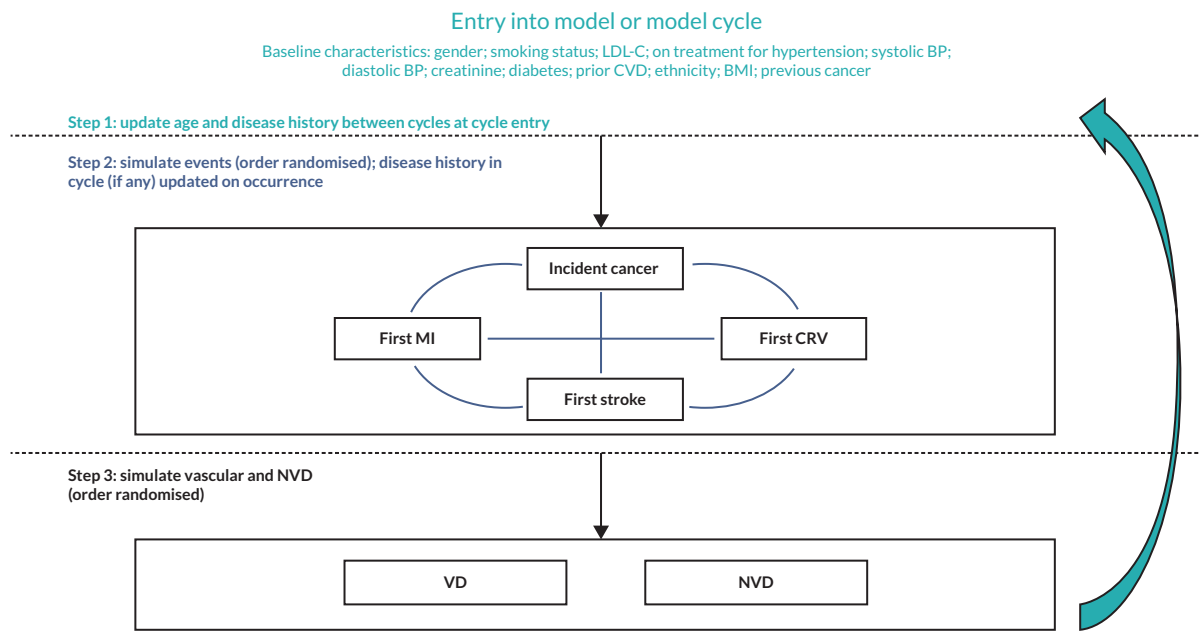 Entry into model or model cycle
Baseline characteristics: gender; smoking status; LDL-C; on treatment for hypertension; systolic BP;
diastolic BP; creatinine; diabetes; prior CVD; ethnicity; BMI; previous cancer
Step 1: update age and disease history between cycles at cycle entry
Step 2: simulate events (order randomised); disease history in
cycle (if any) updated on occurrence
Incident cancer
First MI
First CRV
First stroke
Step 3: simulate vascular and NVD
(order randomised)
VD
NVD